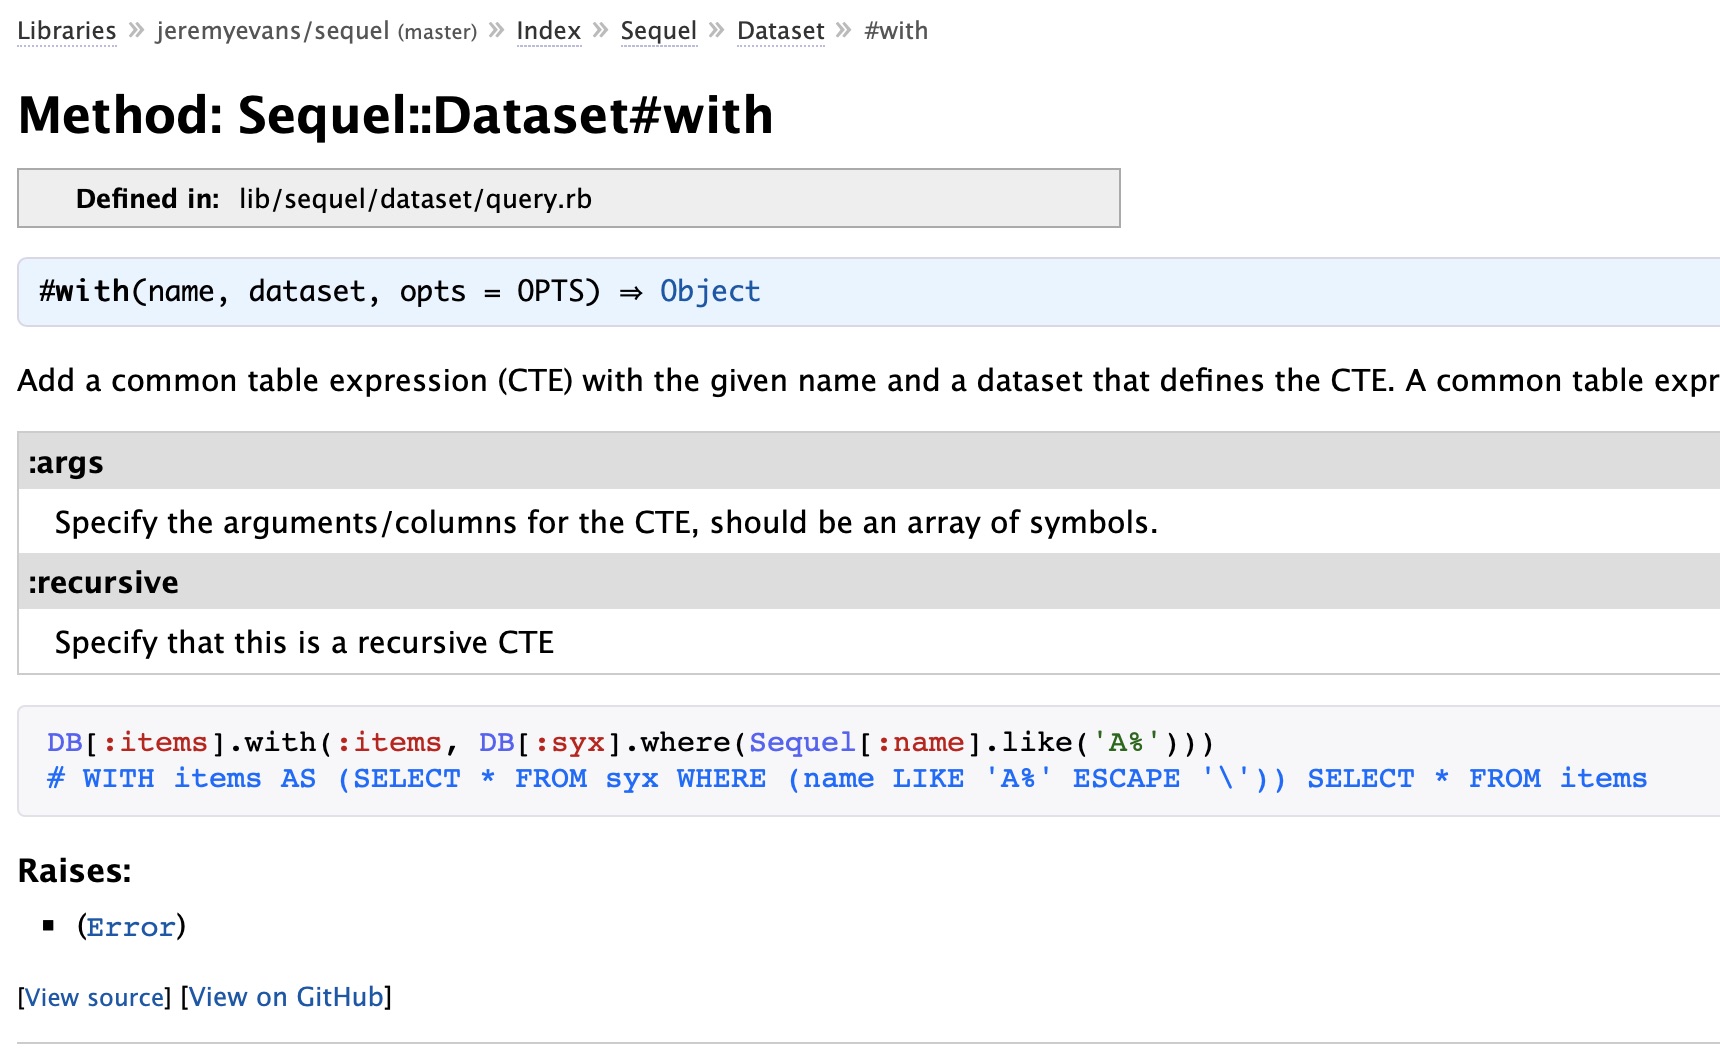 Libraries » jeremyevans/sequel (master) » Index » Sequel » Dataset » #with
Method: Sequel::Dataset#with
Defined in: lib/sequel/dataset/query.rb
#with(name, dataset, opts = OPTS) ⇒ Object
Add a common table expression (CTE) with the given name and a dataset that defines the CTE. A common table expr
:args
Specify the arguments/columns for the CTE, should be an array of symbols.
:recursive
Specify that this is a recursive CTE
DB[:items].with(:items, DB[:syx].where(Sequel[:name].like('A%')))
# WITH items AS (SELECT * FROM syx WHERE (name LIKE 'A%' ESCAPE '\')) SELECT * FROM items
Raises:
▪ (Error)
[View source] [View on GitHub]